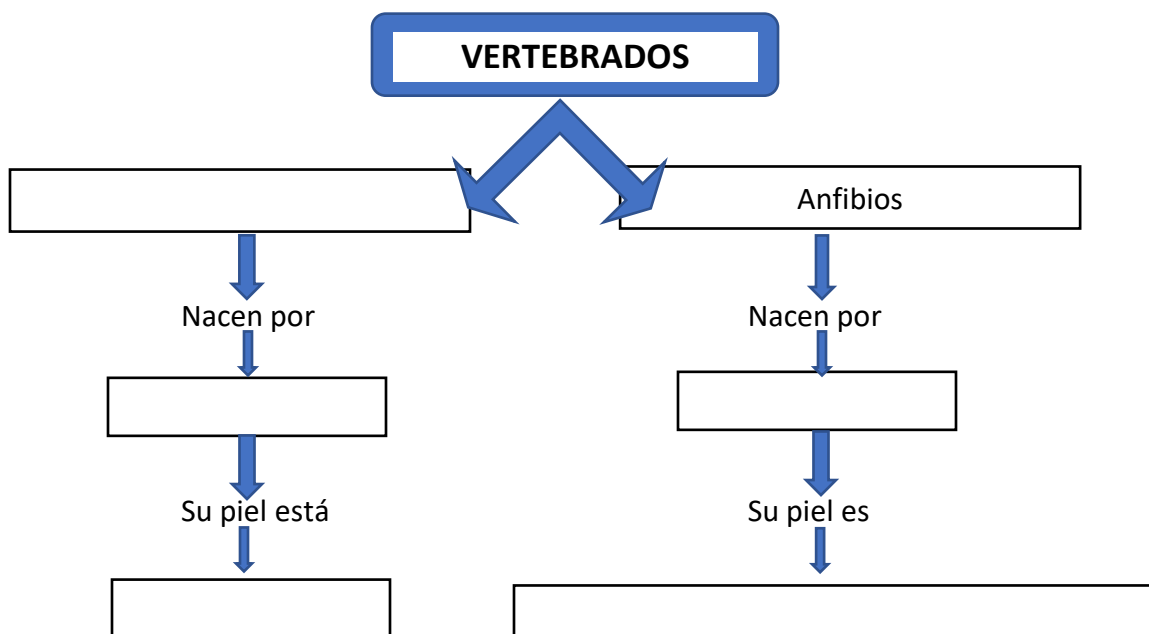 VERTEBRADOS
Anfibios
Nacen por
Nacen por
Su piel está
Su piel es